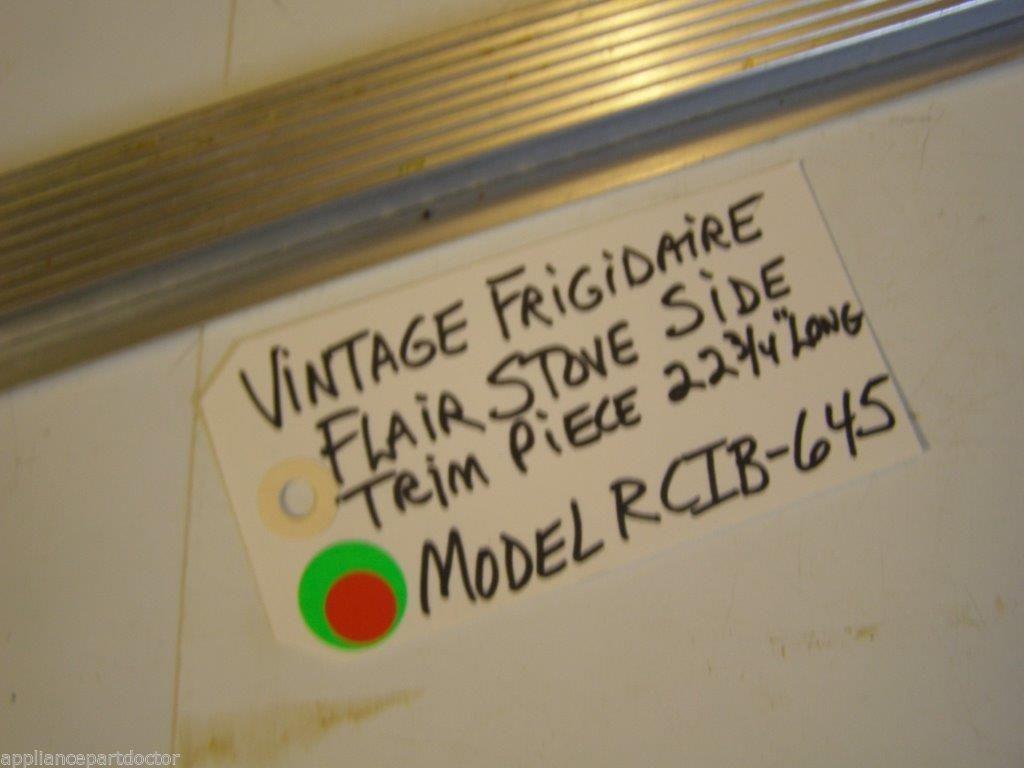 VINTAGE FRIGIDAIRE
FLAIR STOVE SIDE
TRIM PIECE 22 3/4" LONG
MODEL RCIB-645
appliancepartdoctor